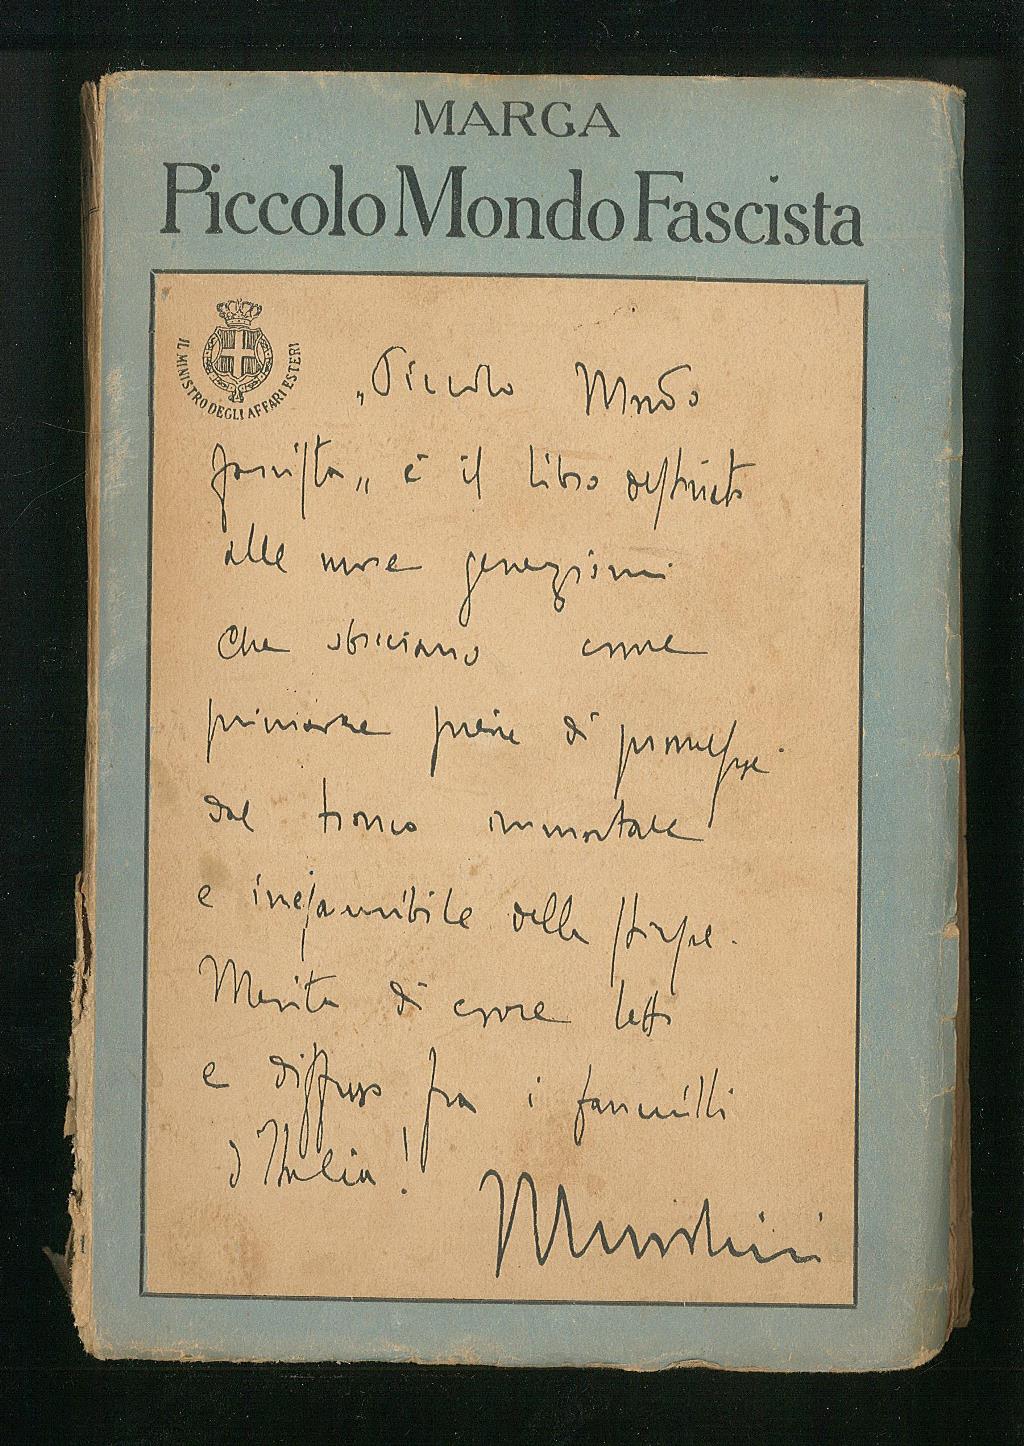 MARGA
Piccolo Mondo Fascista
IL MINISTRO DEGLI AFFARI ESTERI
„Piccolo Mondo
fascista„ è il libro destinato
alle nuove generazioni
che sbocciano come
primavere piene di promesse
dal tronco immortale
e inesauribile della stirpe.
Merita di essere letto
e diffuso fra i fanciulli
d'Italia!
Mussolini